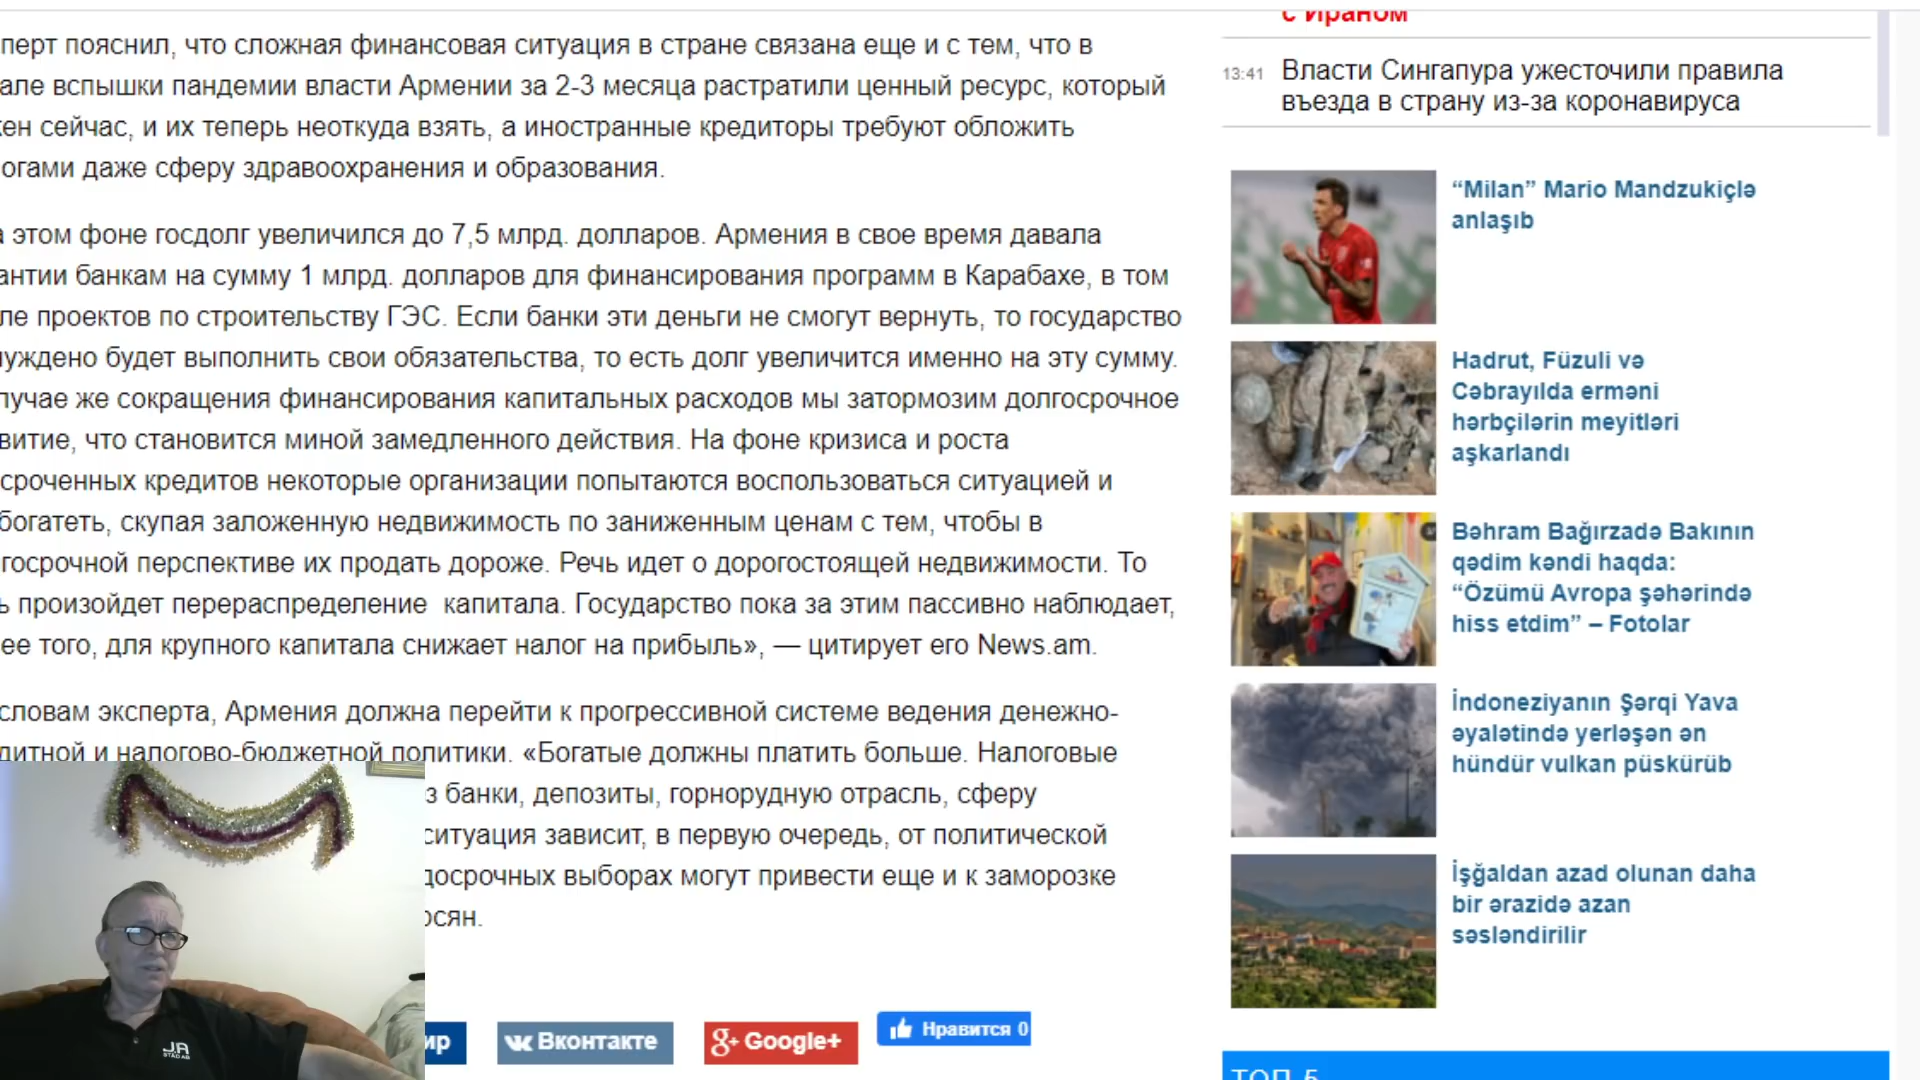 перт пояснил, что сложная финансовая ситуация в стране связана еще и с тем, что в
але вспышки пандемии власти Армении за 2-3 месяца растратили ценный ресурс, который
ен сейчас, и их теперь неоткуда взять, а иностранные кредиторы требуют обложить
огами даже сферу здравоохранения и образования.
этом фоне госдолг увеличился до 7,5 млрд. долларов. Армения в свое время давала
антии банкам на сумму 1 млрд. долларов для финансирования программ в Карабахе, в том
ле проектов по строительству ГЭС. Если банки эти деньги не смогут вернуть, то государство
уждено будет выполнить свои обязательства, то есть долг увеличится именно на эту сумму.
лучае же сокращения финансирования капитальных расходов мы затормозим долгосрочное
витие, что становится миной замедленного действия. На фоне кризиса и роста
сроченных кредитов некоторые организации попытаются воспользоваться ситуацией и
богатеть, скупая заложенную недвижимость по заниженным ценам с тем, чтобы в
госрочной перспективе их продать дороже. Речь идет о дорогостоящей недвижимости. То
ь произойдет перераспределение капитала. Государство пока за этим пассивно наблюдает,
ее того, для крупного капитала снижает налог на прибыль», — цитирует его News.am.
словам эксперта, Армения должна перейти к прогрессивной системе ведения денежно-
дитной и налогово-бюджетной политики. «Богатые должны платить больше. Налоговые
з банки, депозиты, горнорудную отрасль, сферу
ситуация зависит, в первую очередь, от политической
досрочных выборах могут привести еще и к заморозке
осян.
ир
Вконтакте
g+ Google+
Нравится 0
с Ираном
13:41 Власти Сингапура ужесточили правила
въезда в страну из-за коронавируса
“Milan” Mario Mandzukiçlə
anlaşıb
Hadrut, Füzuli və
Cəbrayılda erməni
hərbçilərin meyitləri
aşkarlandı
Bəhram Bağırzadə Bakının
qədim kəndi haqda:
“Özümü Avropa şəhərində
hiss etdim” – Fotolar
İndoneziyanın Şərqi Yava
əyalətində yerləşən ən
hündür vulkan püskürüb
İşğaldan azad olunan daha
bir ərazidə azan
səsləndirilir
ТОП-5
J.A